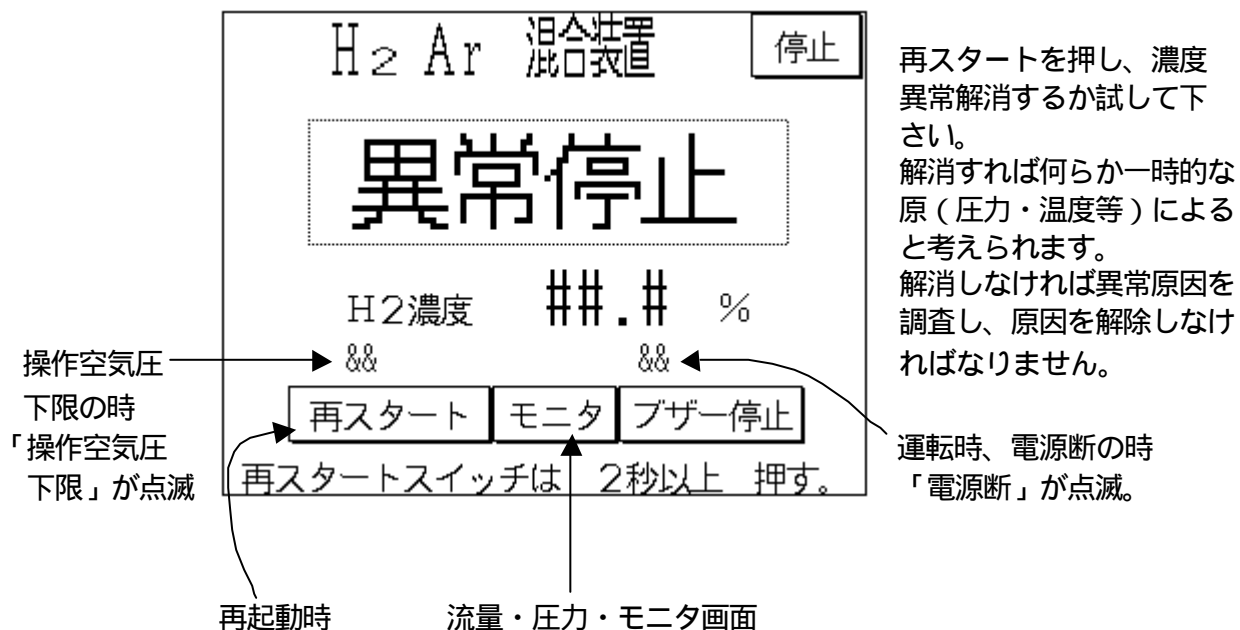 H2 Ar 混合装置
停止
異常停止
H2濃度 ##.# %
&& &&
再スタート モニタ ブザー停止
再スタートスイッチは 2秒以上 押す。
再スタートを押し、濃度
異常解消するか試して下
さい。
解消すれば何らか一時的な
原(圧力・温度等)による
と考えられます。
解消しなければ異常原因を
調査し、原因を解除しなけ
ればなりません。
操作空気圧
下限の時
「操作空気圧
下限」が点滅
運転時、電源断の時
「電源断」が点滅。
再起動時
流量・圧力・モニタ画面